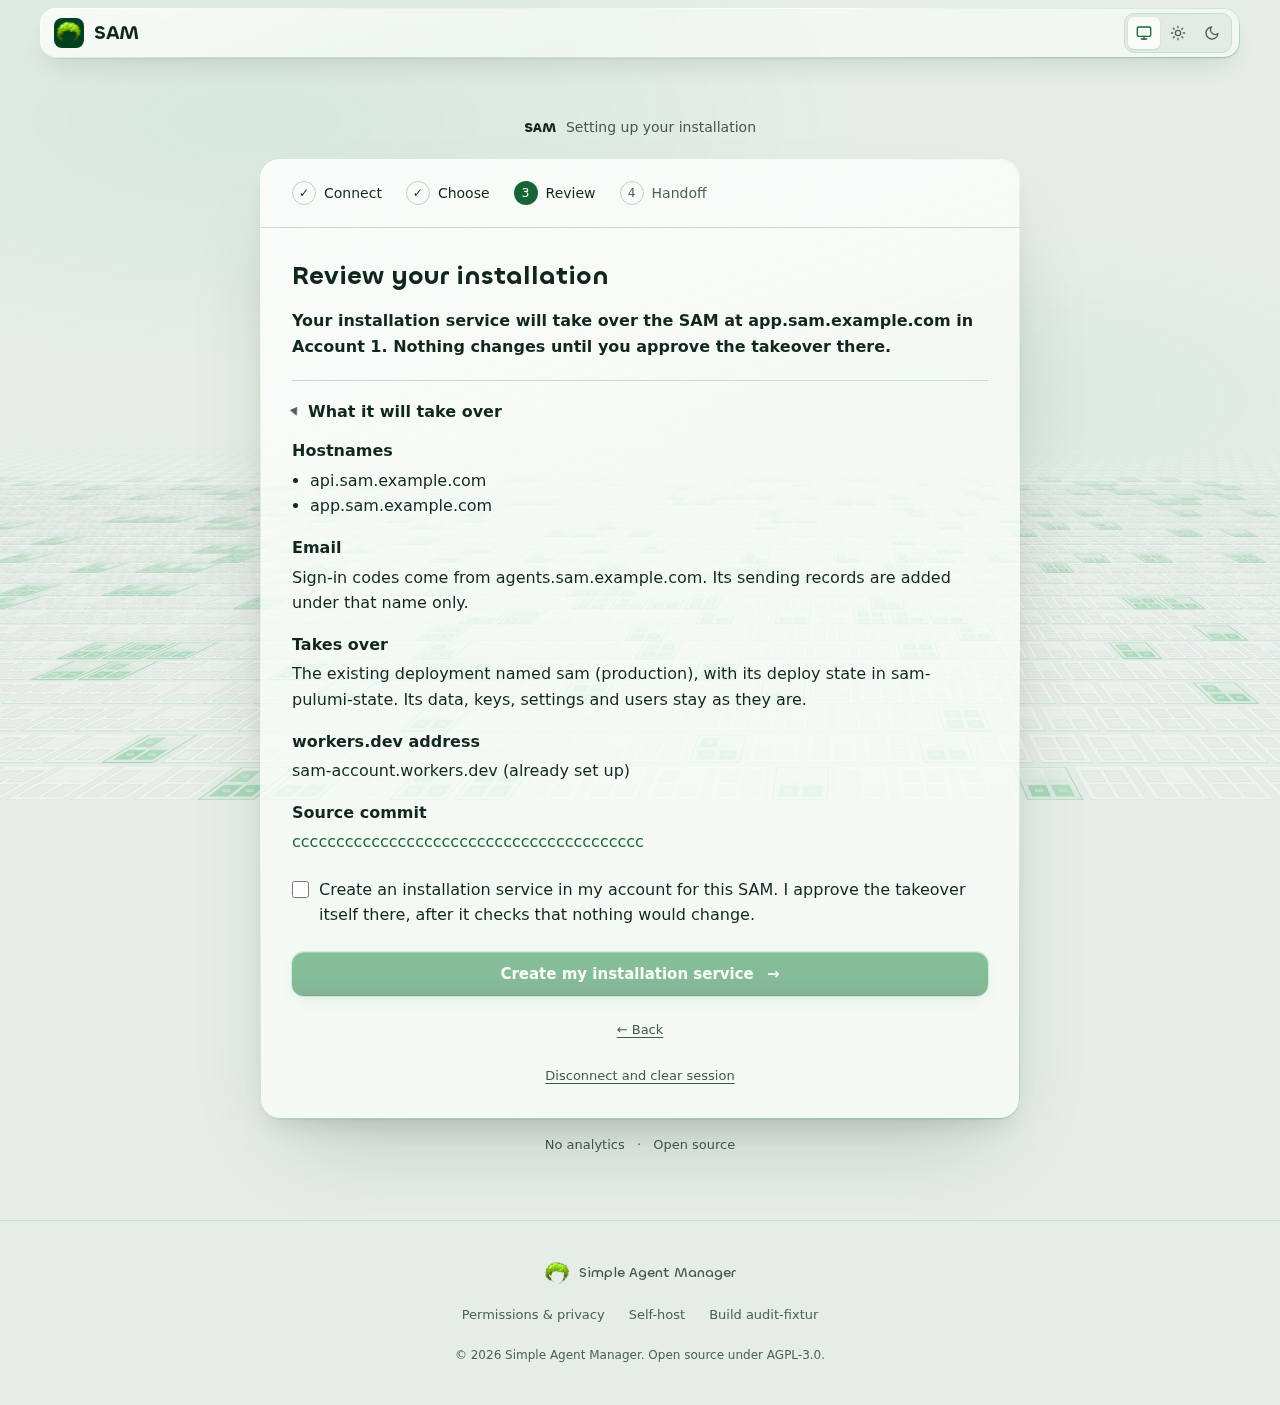 SAM
SAM Setting up your installation
✓ Connect ✓ Choose 3 Review 4 Handoff
Review your installation
Your installation service will take over the SAM at app.sam.example.com in
Account 1. Nothing changes until you approve the takeover there.
What it will take over
Hostnames
• api.sam.example.com
• app.sam.example.com
Email
Sign-in codes come from agents.sam.example.com. Its sending records are added
under that name only.
Takes over
The existing deployment named sam (production), with its deploy state in sam-
pulumi-state. Its data, keys, settings and users stay as they are.
workers.dev address
sam-account.workers.dev (already set up)
Source commit
cccccccccccccccccccccccccccccccccccccccc
Create an installation service in my account for this SAM. I approve the takeover
itself there, after it checks that nothing would change.
Create my installation service →
← Back
Disconnect and clear session
No analytics · Open source
Simple Agent Manager
Permissions & privacy Self-host Build audit-fixtur
© 2026 Simple Agent Manager. Open source under AGPL-3.0.